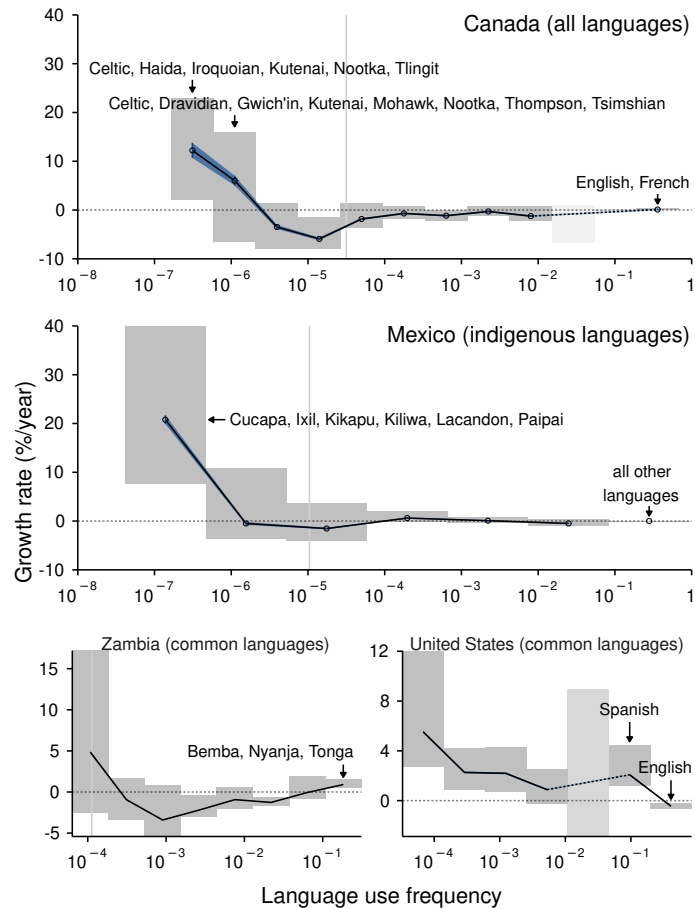 Canada (all languages)
40
30
20
10
0
-10
Celtic, Haida, Iroquoian, Kutenai, Nootka, Tlingit
Celtic, Dravidian, Gwich'in, Kutenai, Mohawk, Nootka, Thompson, Tsimshian
English, French
10⁻⁸ 10⁻⁷ 10⁻⁶ 10⁻⁵ 10⁻⁴ 10⁻³ 10⁻² 10⁻¹ 1
Mexico (indigenous languages)
40
30
20
10
0
-10
Cucapa, Ixil, Kikapu, Kiliwa, Lacandon, Paipai
all other
languages
10⁻⁸ 10⁻⁷ 10⁻⁶ 10⁻⁵ 10⁻⁴ 10⁻³ 10⁻² 10⁻¹ 1
Growth rate (%/year)
Zambia (common languages)
15
10
5
0
-5
Bemba, Nyanja, Tonga
10⁻⁴ 10⁻³ 10⁻² 10⁻¹
United States (common languages)
12
8
4
0
Spanish
English
10⁻⁴ 10⁻³ 10⁻² 10⁻¹
Language use frequency